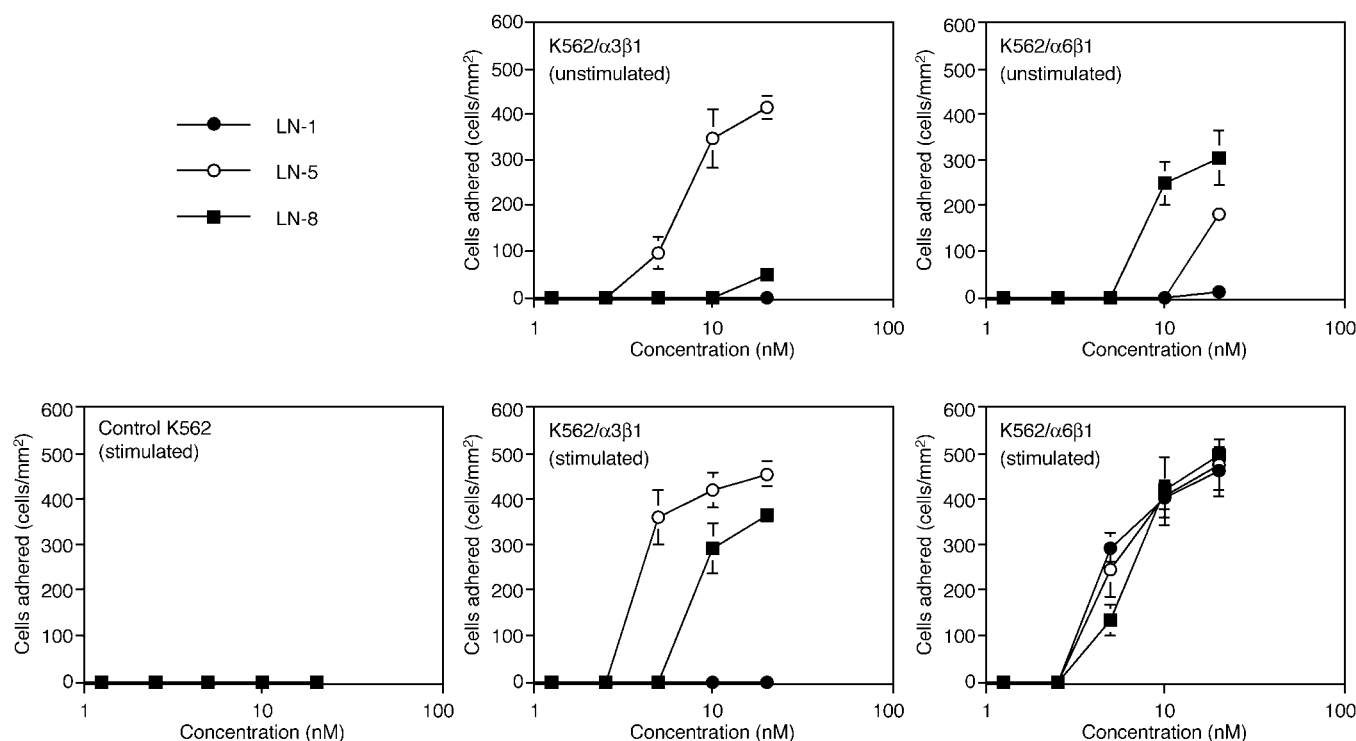 LN-1
LN-5
LN-8
Cells adhered (cells/mm²)
600
500
400
300
200
100
0
K562/α3β1
(unstimulated)
1
10
100
Concentration (nM)
Cells adhered (cells/mm²)
600
500
400
300
200
100
0
K562/α6β1
(unstimulated)
1
10
100
Concentration (nM)
Cells adhered (cells/mm²)
600
500
400
300
200
100
0
Control K562
(stimulated)
1
10
100
Concentration (nM)
Cells adhered (cells/mm²)
600
500
400
300
200
100
0
K562/α3β1
(stimulated)
1
10
100
Concentration (nM)
Cells adhered (cells/mm²)
600
500
400
300
200
100
0
K562/α6β1
(stimulated)
1
10
100
Concentration (nM)